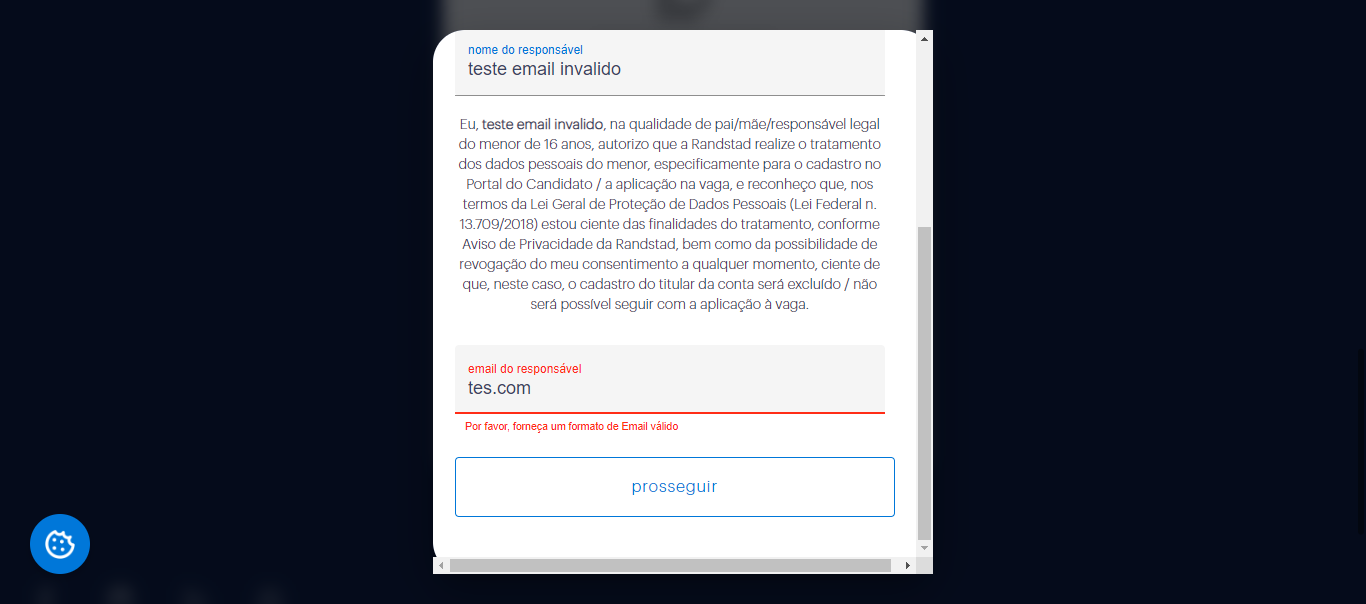 nome do responsável
teste email invalido
Eu, teste email invalido, na qualidade de pai/mãe/responsável legal
do menor de 16 anos, autorizo que a Randstad realize o tratamento
dos dados pessoais do menor, especificamente para o cadastro no
Portal do Candidato / a aplicação na vaga, e reconheço que, nos
termos da Lei Geral de Proteção de Dados Pessoais (Lei Federal n.
13.709/2018) estou ciente das finalidades do tratamento, conforme
Aviso de Privacidade da Randstad, bem como da possibilidade de
revogação do meu consentimento a qualquer momento, ciente de
que, neste caso, o cadastro do titular da conta será excluído / não
será possível seguir com a aplicação à vaga.
email do responsável
tes.com
Por favor, forneça um formato de Email válido
prosseguir